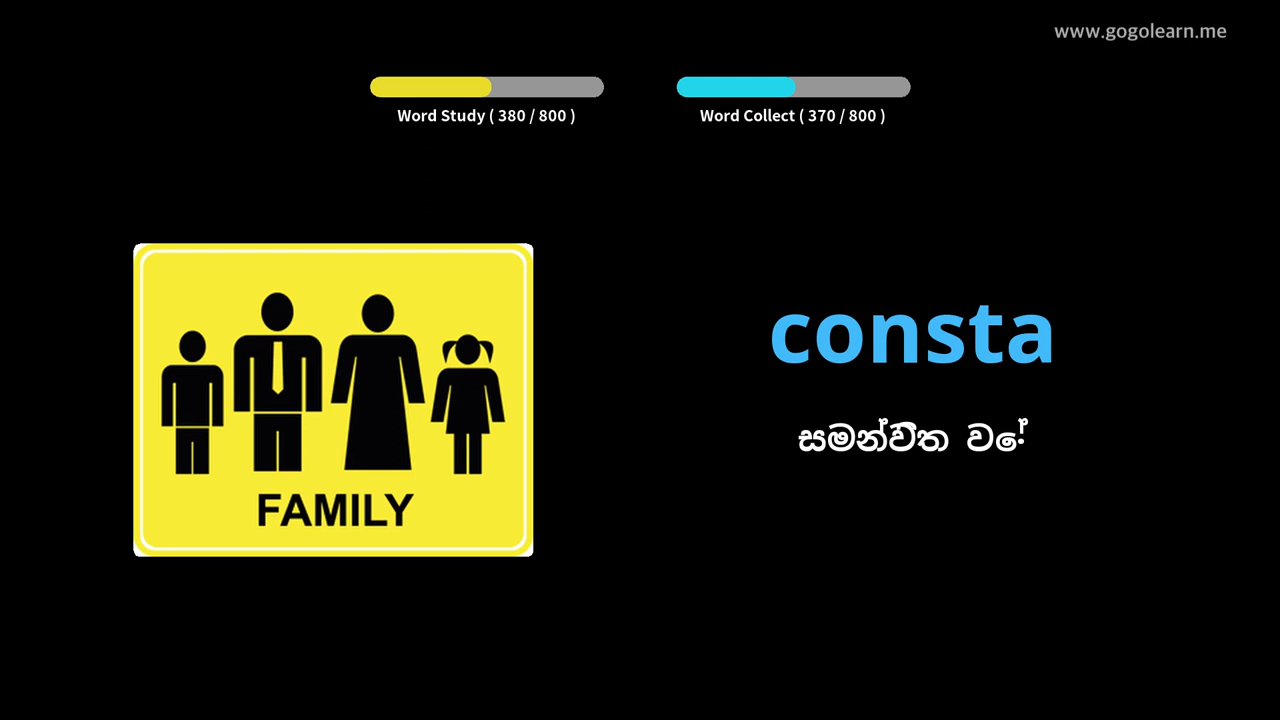 www.gogolearn.me
Word Study ( 380 / 800 )
Word Collect ( 370 / 800 )
consta
සමන්විත වේ.
FAMILY